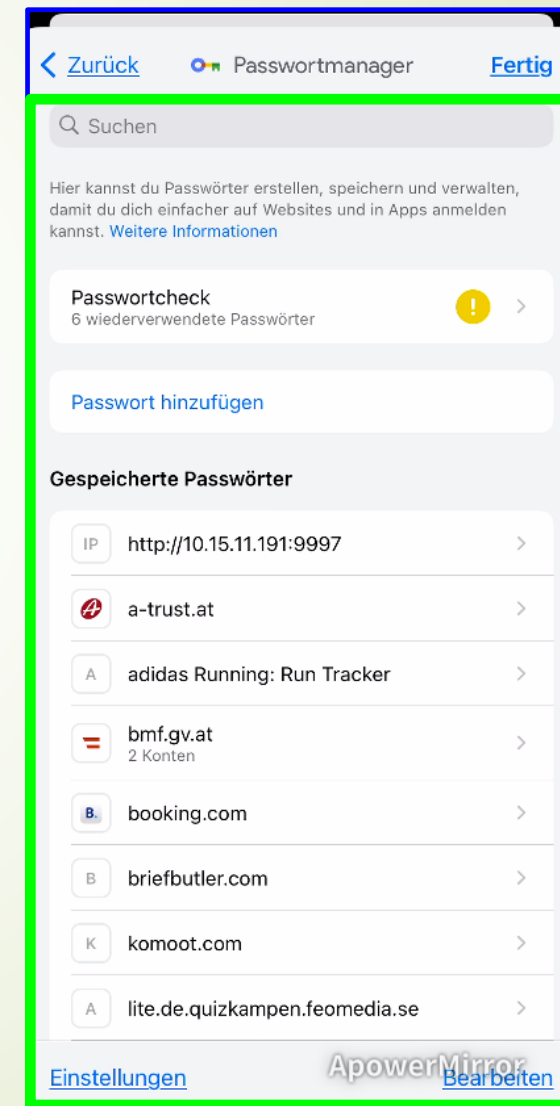 Zurück
Passwortmanager
Fertig
Suchen
Hier kannst du Passwörter erstellen, speichern und verwalten,
damit du dich einfacher auf Websites und in Apps anmelden
kannst. Weitere Informationen
Passwortcheck
6 wiederverwendete Passwörter
!
Passwort hinzufügen
Gespeicherte Passwörter
IP http://10.15.11.191:9997
a-trust.at
A adidas Running: Run Tracker
bmf.gv.at
2 Konten
B. booking.com
B briefbutler.com
K komoot.com
A lite.de.quizkampen.feomedia.se
Einstellungen
ApowerMirror
Bearbeiten